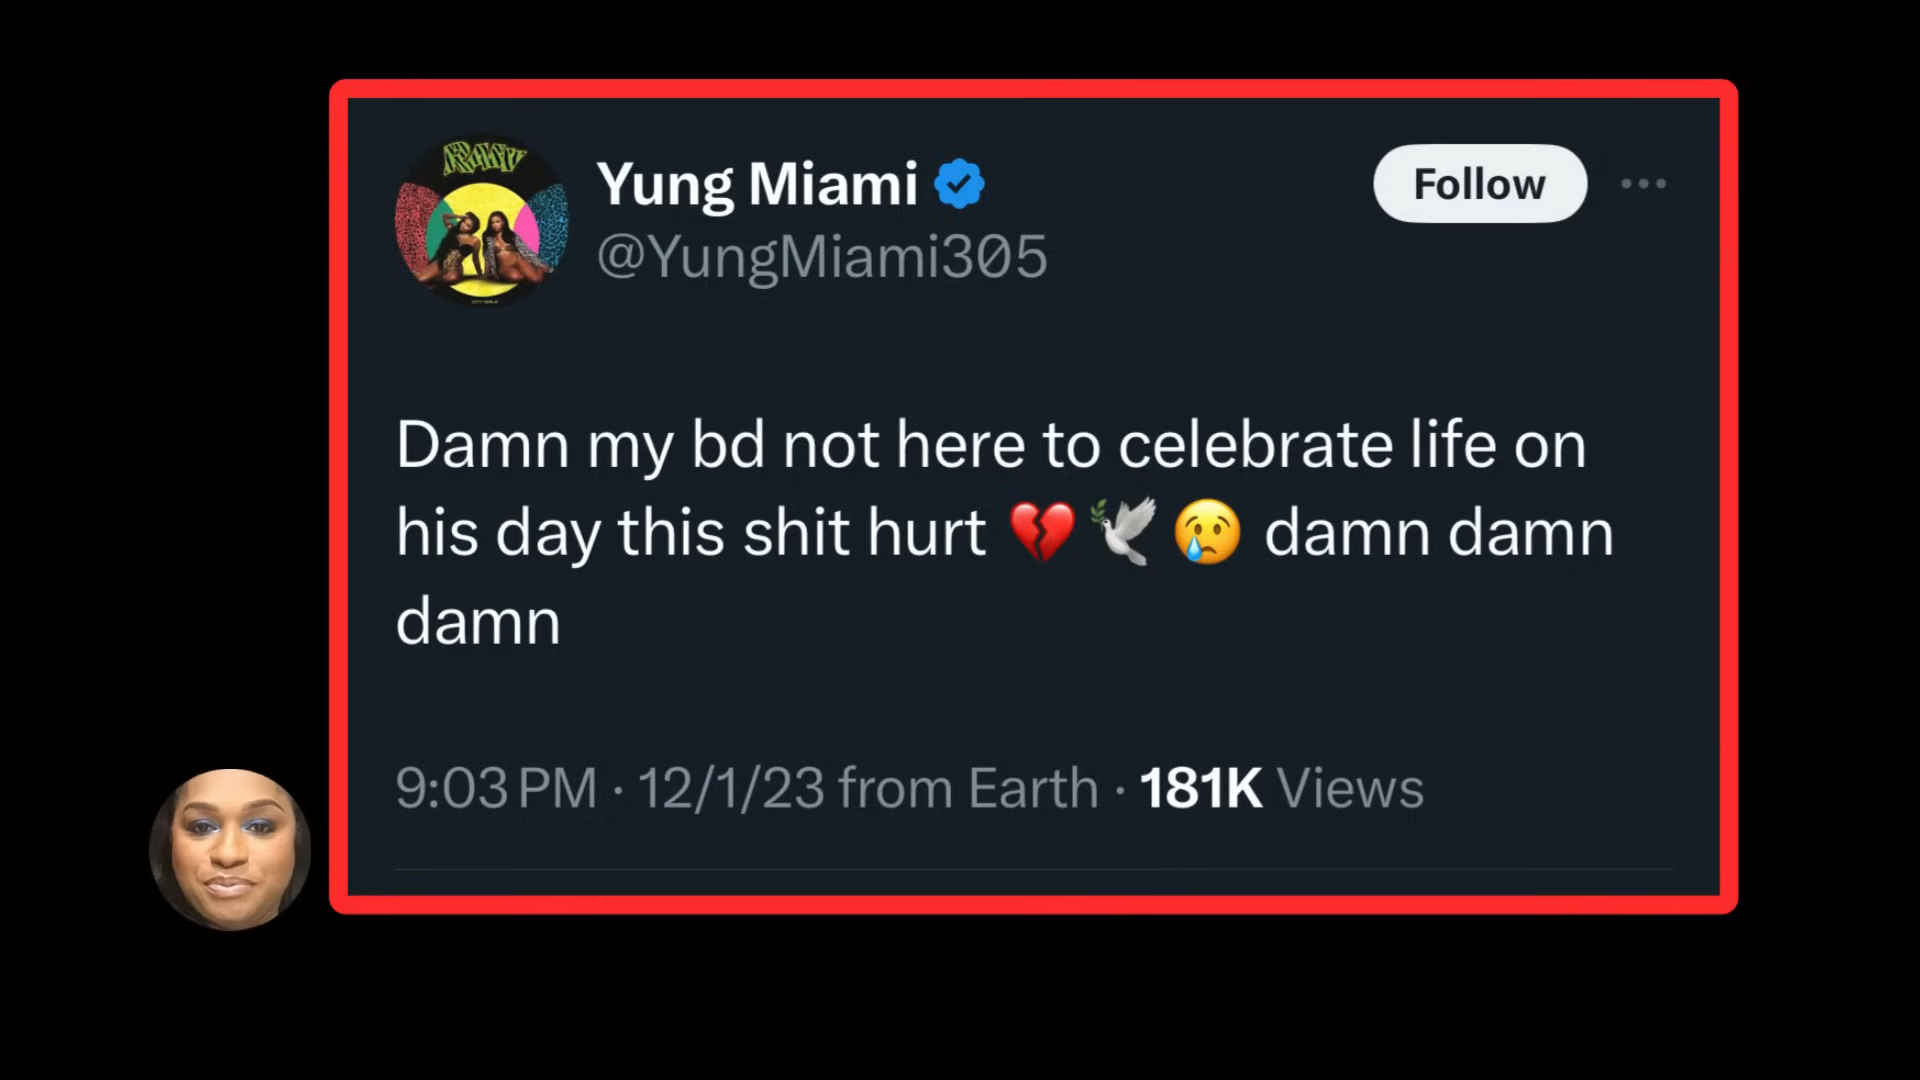 RAW
Yung Miami
Follow
@YungMiami305
Damn my bd not here to celebrate life on
his day this shit hurt 💔🕊️😢 damn damn
damn
9:03 PM · 12/1/23 from Earth · 181K Views